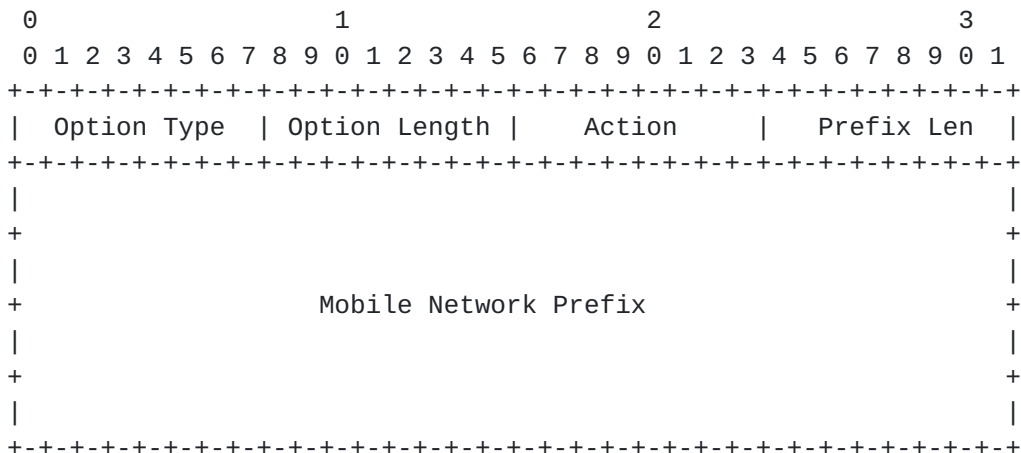 0                   1                   2                   3
 0 1 2 3 4 5 6 7 8 9 0 1 2 3 4 5 6 7 8 9 0 1 2 3 4 5 6 7 8 9 0 1
+-+-+-+-+-+-+-+-+-+-+-+-+-+-+-+-+-+-+-+-+-+-+-+-+-+-+-+-+-+-+-+-+
|  Option Type  | Option Length |    Action     |   Prefix Len  |
+-+-+-+-+-+-+-+-+-+-+-+-+-+-+-+-+-+-+-+-+-+-+-+-+-+-+-+-+-+-+-+-+
|                                                               |
+                                                               +
|                                                               |
+                   Mobile Network Prefix                       +
|                                                               |
+                                                               +
|                                                               |
+-+-+-+-+-+-+-+-+-+-+-+-+-+-+-+-+-+-+-+-+-+-+-+-+-+-+-+-+-+-+-+-+